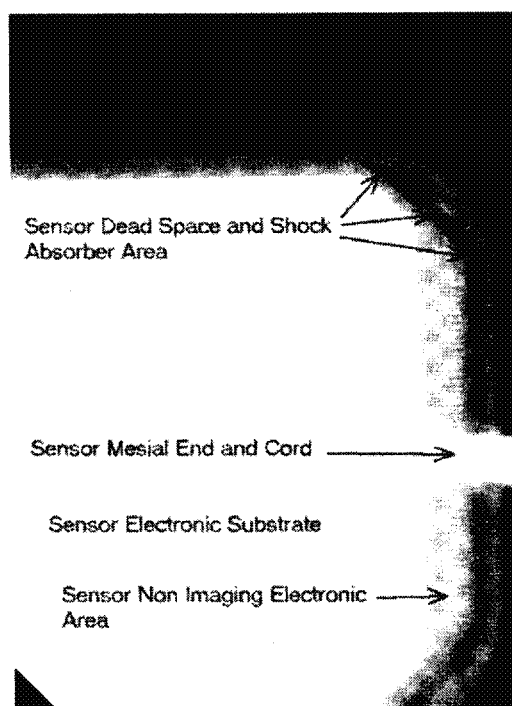 Sensor Dead Space and Shock
Absorber Area
Sensor Mesial End and Cord
Sensor Electronic Substrate
Sensor Non Imaging Electronic
Area